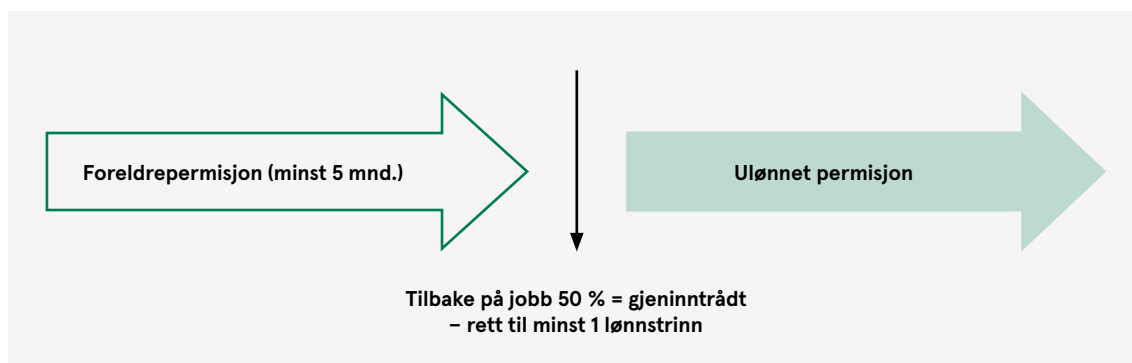 Foreldrepermisjon (minst 5 mnd.)
Ulønnet permisjon
Tilbake på jobb 50 % = gjeninntrådt
– rett til minst 1 lønnstrinn